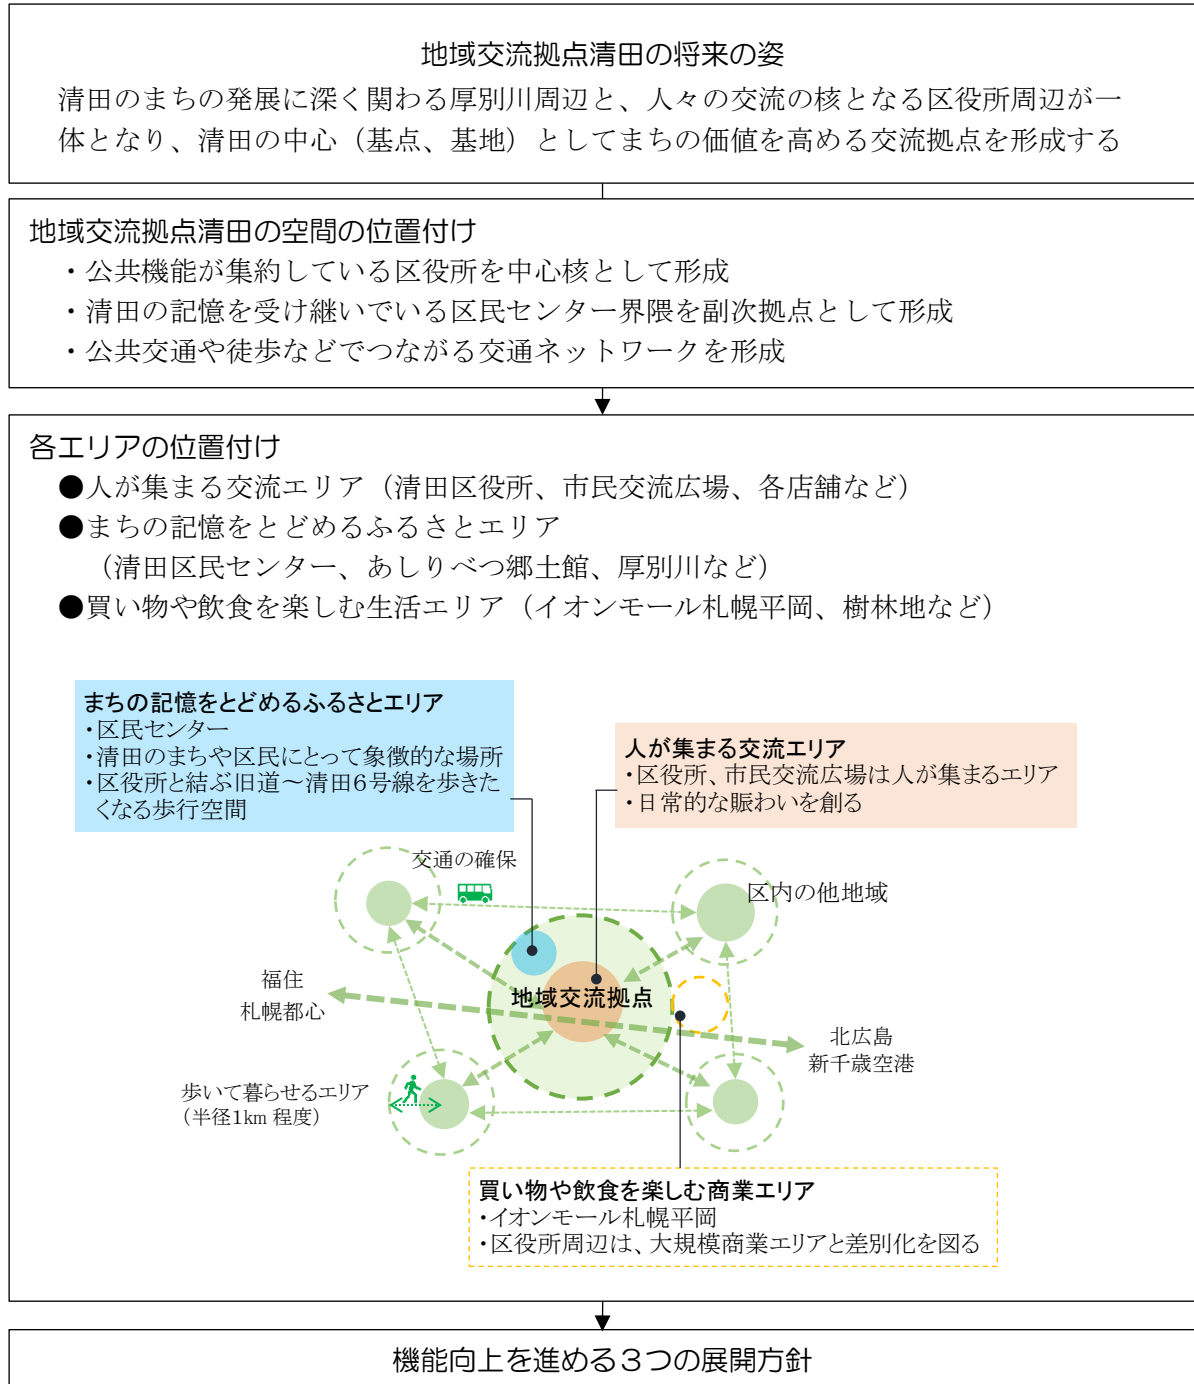 地域交流拠点清田の将来の姿
清田のまちの発展に深く関わる厚別川周辺と、人々の交流の核となる区役所周辺が一
体となり、清田の中心（基点、基地）としてまちの価値を高める交流拠点を形成する
地域交流拠点清田の空間の位置付け
・公共機能が集約している区役所を中心核として形成
・清田の記憶を受け継いでいる区民センター界隈を副次拠点として形成
・公共交通や徒歩などでつながる交通ネットワークを形成
各エリアの位置付け
●人が集まる交流エリア（清田区役所、市民交流広場、各店舗など）
●まちの記憶をとどめるふるさとエリア
（清田区民センター、あしりべつ郷土館、厚別川など）
●買い物や飲食を楽しむ生活エリア（イオンモール札幌平岡、樹林地など）
まちの記憶をとどめるふるさとエリア
・区民センター
・清田のまちや区民にとって象徴的な場所
・区役所と結ぶ旧道～清田６号線を歩きた
くなる歩行空間
人が集まる交流エリア
・区役所、市民交流広場は人が集まるエリア
・日常的な賑わいを創る
交通の確保
区内の他地域
地域交流拠点
福住
札幌都心
北広島
新千歳空港
歩いて暮らせるエリア
（半径1㎞ 程度）
買い物や飲食を楽しむ商業エリア
・イオンモール札幌平岡
・区役所周辺は、大規模商業エリアと差別化を図る
機能向上を進める３つの展開方針